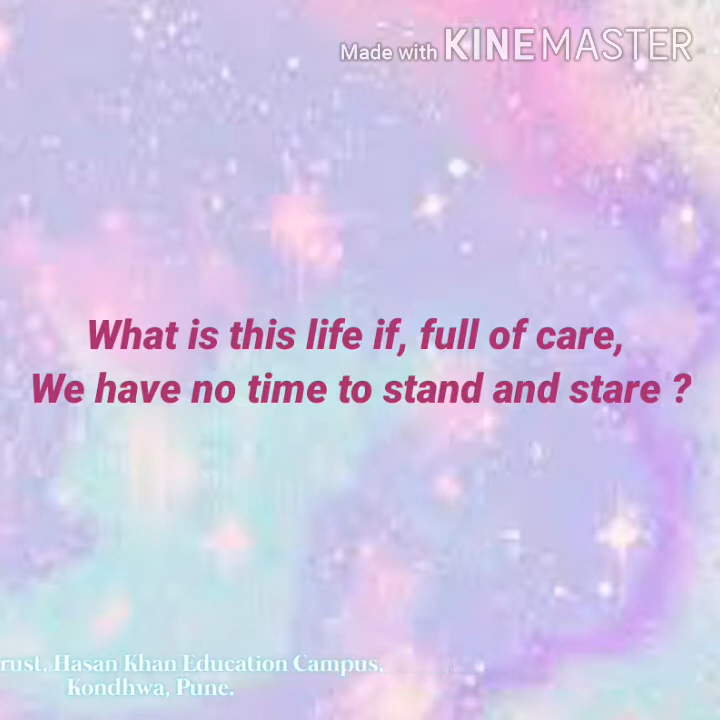 Made with KINEMASTER
What is this life if, full of care,
We have no time to stand and stare ?
rust, Hasan Khan Education Campus,
Kondhwa, Pune.